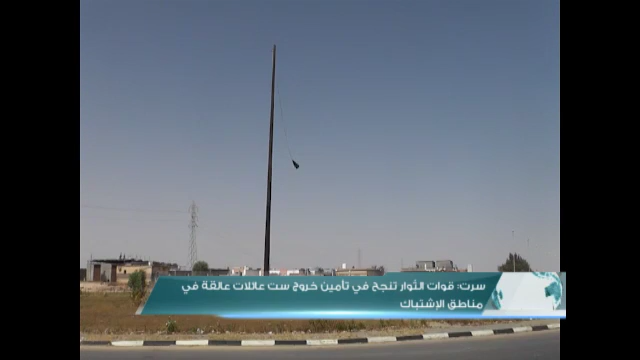 سرت: قوات الثوار تنجح في تأمين خروج ست عائلات عالقة في
مناطق الإشتباك